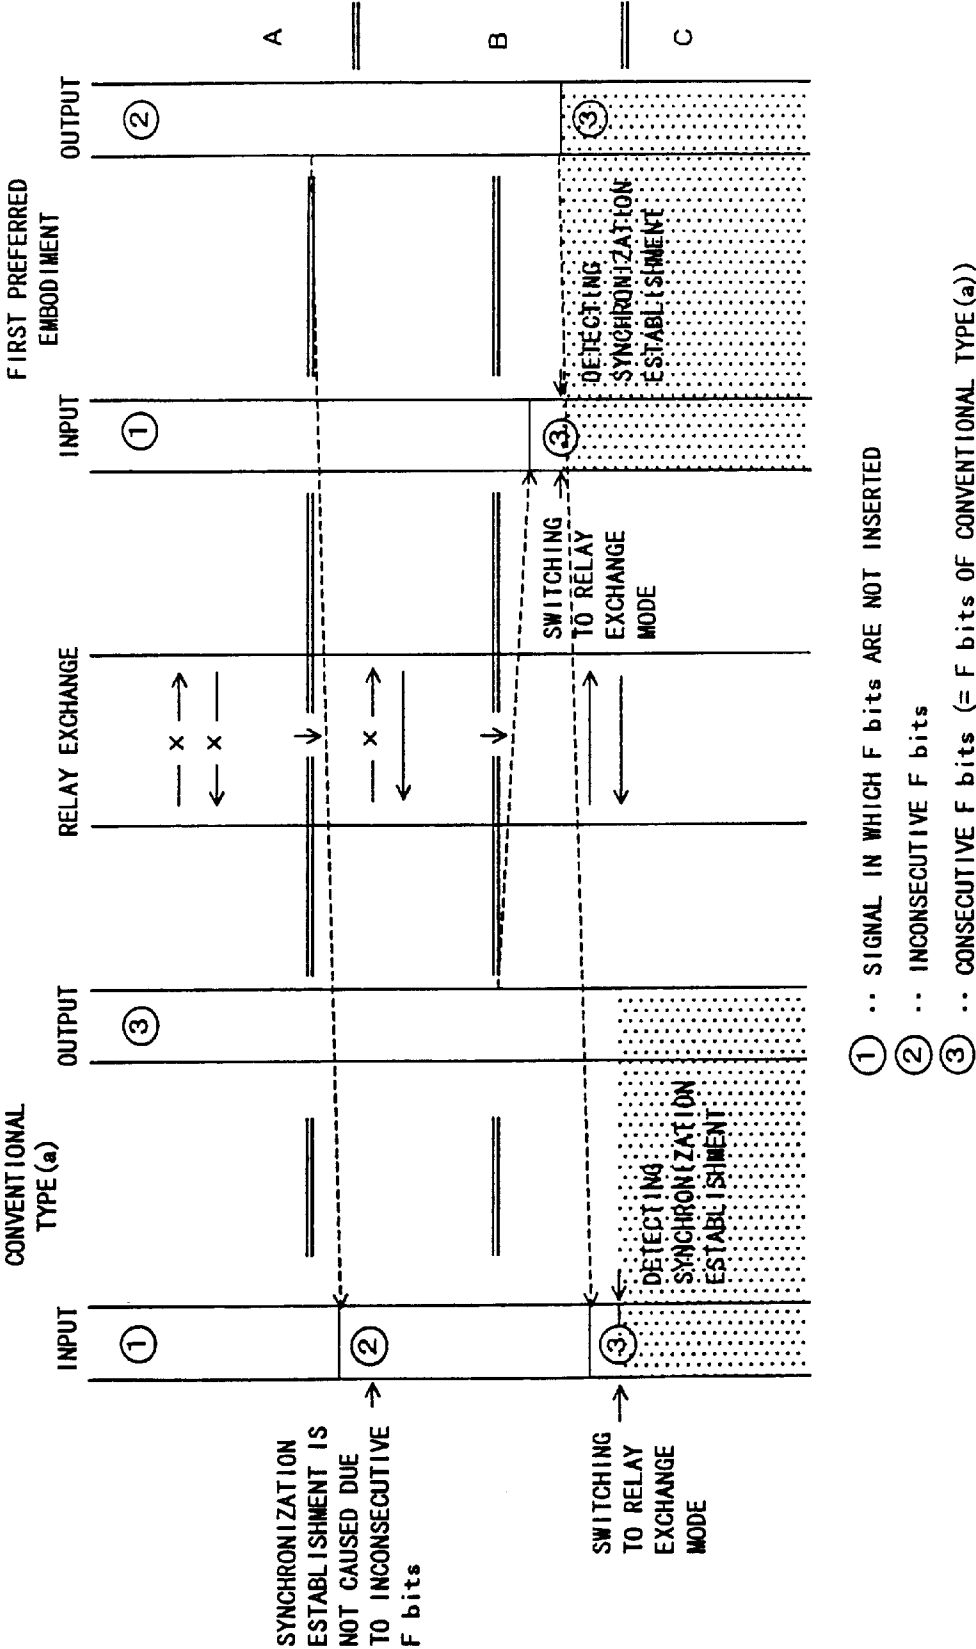 CONVENTIONAL
TYPE(a)
FIRST PREFERRED
EMBODIMENT
INPUT
OUTPUT
RELAY EXCHANGE
INPUT
OUTPUT
①
③
①
②
A
x
x
SYNCHRONIZATION
ESTABLISHMENT IS
NOT CAUSED DUE
TO INCONSECUTIVE
F bits
②
x
B
SWITCHING
TO RELAY
EXCHANGE
MODE
③
DETECTING
SYNCHRONIZATION
ESTABLISHMENT
③
SWITCHING
TO RELAY
EXCHANGE
MODE
③
DETECTING
SYNCHRONIZATION
ESTABLISHMENT
C
① ·· SIGNAL IN WHICH F bits ARE NOT INSERTED
② ·· INCONSECUTIVE F bits
③ ·· CONSECUTIVE F bits (= F bits OF CONVENTIONAL TYPE(a))